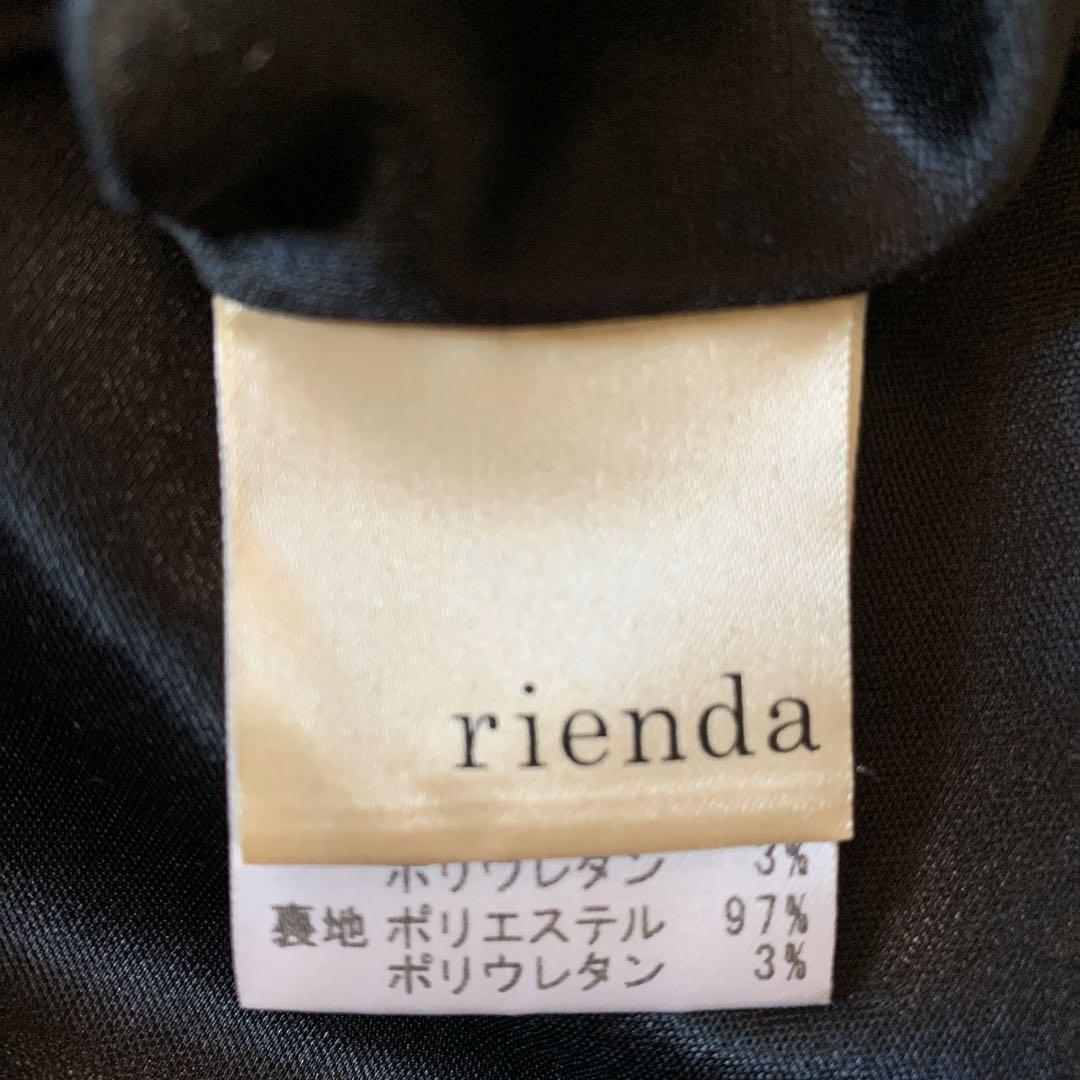 rienda
ポリウレタン 3%
裏地 ポリエステル 97%
ポリウレタン 3%